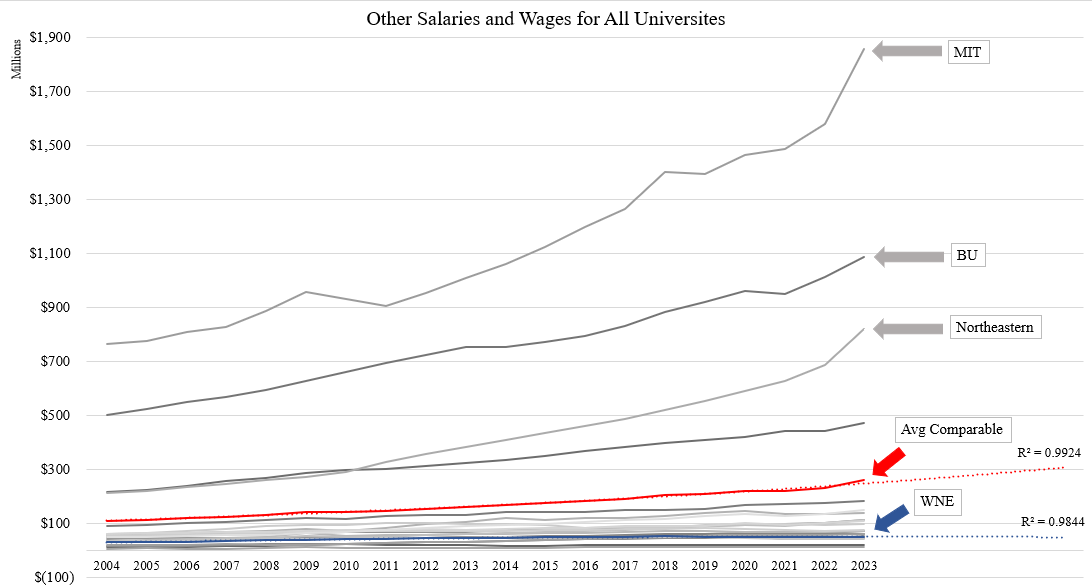 Other Salaries and Wages for All Universites
Millions
$1,900
$1,700
$1,500
$1,300
$1,100
$900
$700
$500
$300
$100
$(100)
MIT
BU
Northeastern
Avg Comparable
R² = 0.9924
WNE
R² = 0.9844
2004 2005 2006 2007 2008 2009 2010 2011 2012 2013 2014 2015 2016 2017 2018 2019 2020 2021 2022 2023